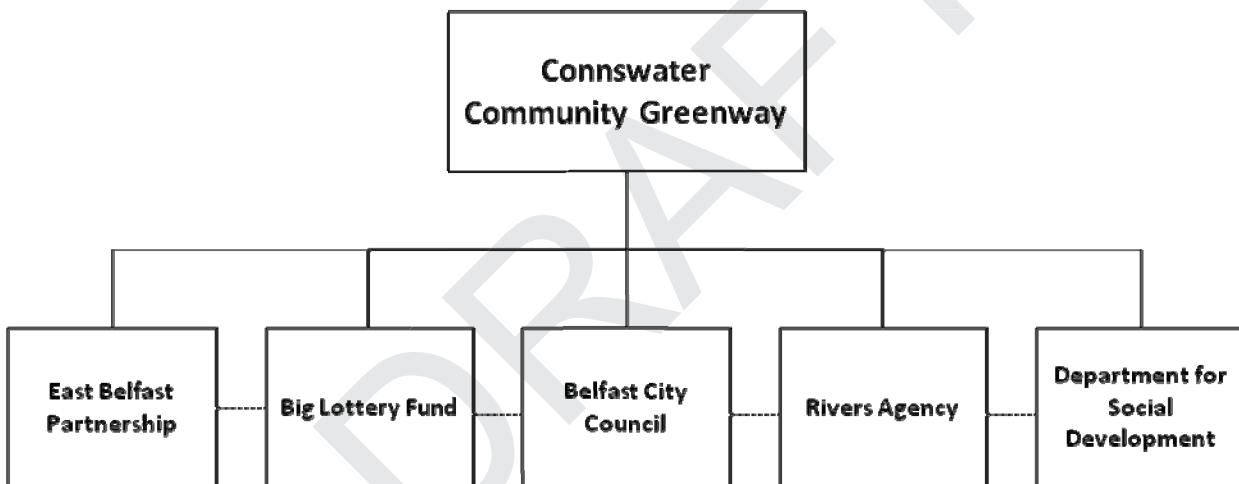 Connswater
Community Greenway
East Belfast
Partnership
Big Lottery Fund
Belfast City
Council
Rivers Agency
Department for
Social
Development
DRAFT